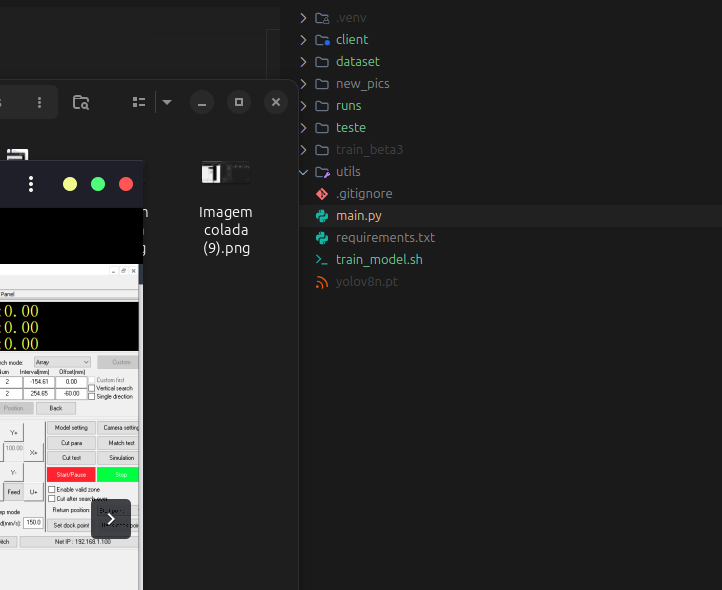 .venv
client
dataset
new_pics
runs
teste
train_beta3
utils
.gitignore
main.py
requirements.txt
train_model.sh
yolov8n.pt
Imagem
colada
(9).png
Panel
0.00
0.00
0.00
mode:
Array
Custom
Interval(mm)
Offset(mm)
2
-154.61
0.00
Custom first
Vertical search
2
254.65
-60.00
Single direction
Position
Back
Model setting
Camera setting
Y+
Cut para
Match test
100.00
X+
Cut test
Simulation
Y-
Start/Pause
Stop
Feed
U+
Enable valid zone
Cut after search over
Return position:
mode
(mm/s):
150.0
Set dock point
Net IP : 192.168.1.100